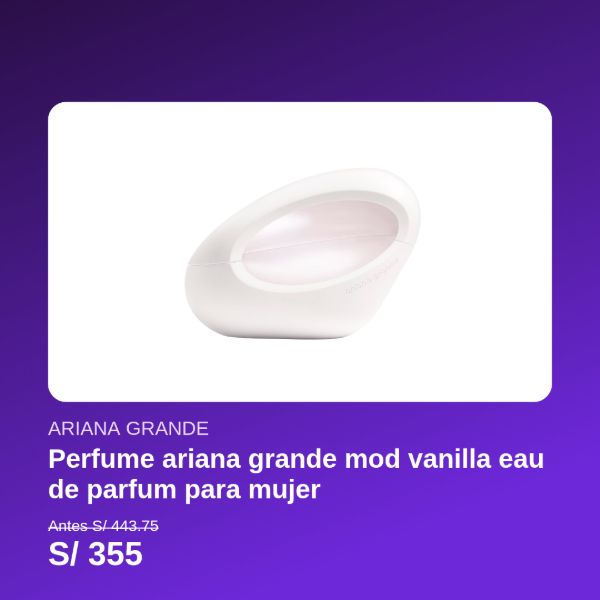 ARIANA GRANDE
Perfume ariana grande mod vanilla eau
de parfum para mujer
Antes S/ 443.75
S/ 355